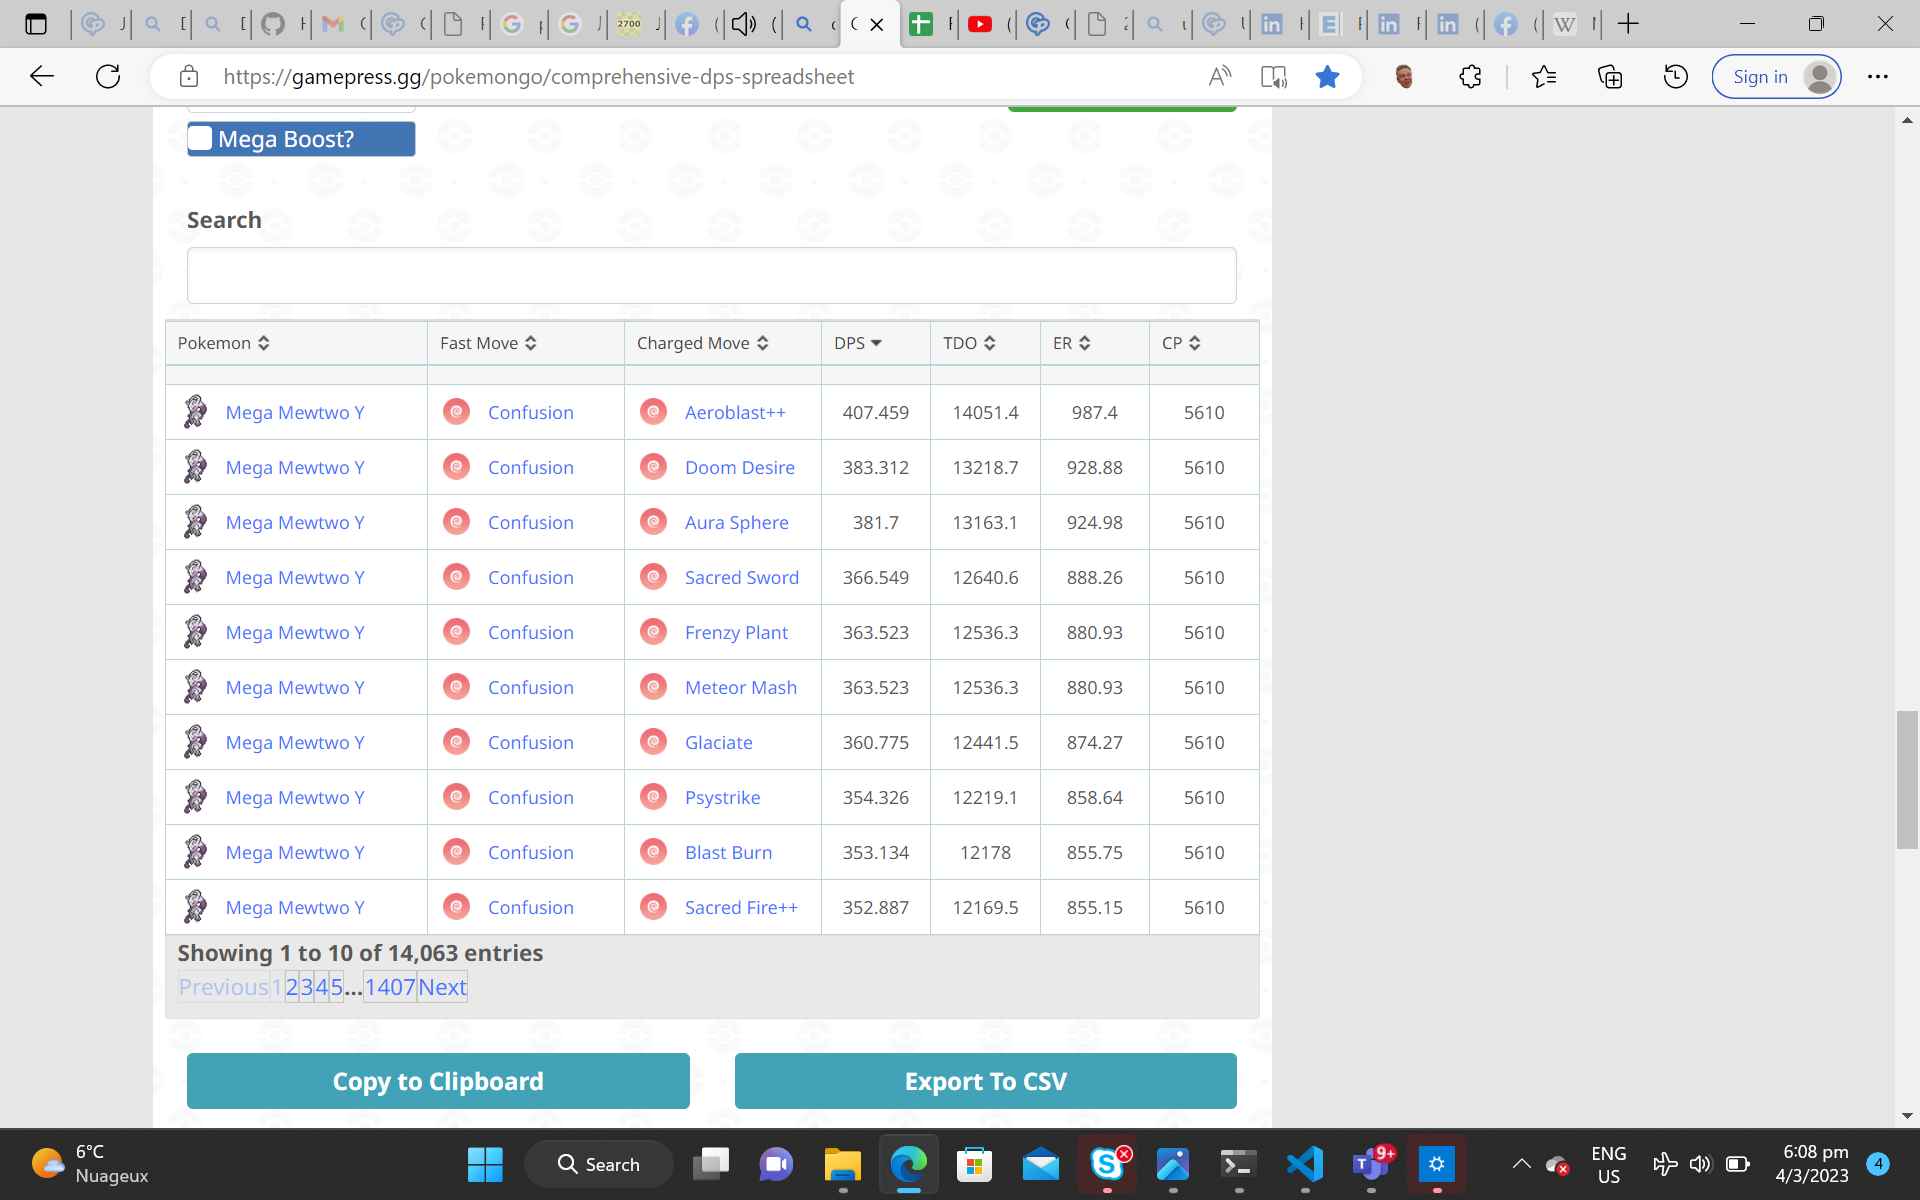 https://gamepress.gg/pokemongo/comprehensive-dps-spreadsheet
Sign in
Mega Boost?
Search
Pokemon Fast Move Charged Move DPS TDO ER CP
Mega Mewtwo Y Confusion Aeroblast++ 407.459 14051.4 987.4 5610
Mega Mewtwo Y Confusion Doom Desire 383.312 13218.7 928.88 5610
Mega Mewtwo Y Confusion Aura Sphere 381.7 13163.1 924.98 5610
Mega Mewtwo Y Confusion Sacred Sword 366.549 12640.6 888.26 5610
Mega Mewtwo Y Confusion Frenzy Plant 363.523 12536.3 880.93 5610
Mega Mewtwo Y Confusion Meteor Mash 363.523 12536.3 880.93 5610
Mega Mewtwo Y Confusion Glaciate 360.775 12441.5 874.27 5610
Mega Mewtwo Y Confusion Psystrike 354.326 12219.1 858.64 5610
Mega Mewtwo Y Confusion Blast Burn 353.134 12178 855.75 5610
Mega Mewtwo Y Confusion Sacred Fire++ 352.887 12169.5 855.15 5610
Showing 1 to 10 of 14,063 entries
Previous 1 2 3 4 5 … 1407 Next
Copy to Clipboard Export To CSV
6°C
Nuageux
Search
9+
ENG
US
6:08 pm
4/3/2023
4